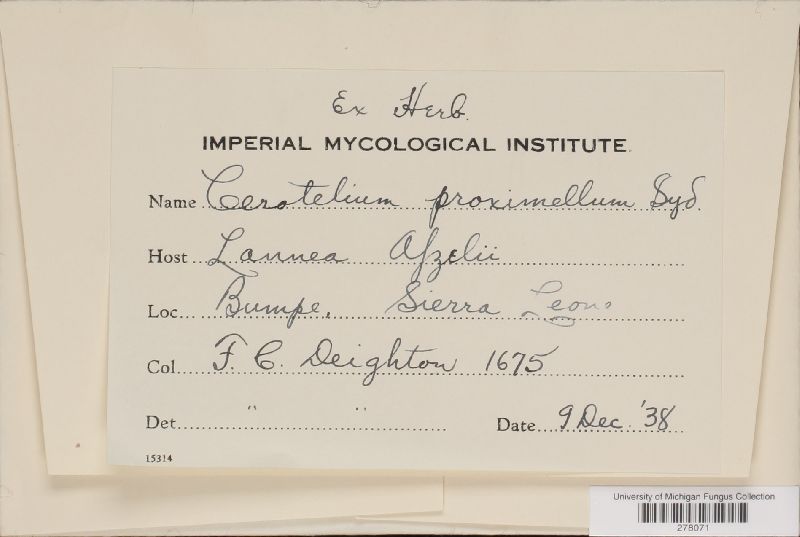 Ex Herb.
IMPERIAL MYCOLOGICAL INSTITUTE.
Name Cerotelium proximellum Syd.
Host Lannea Afzelii
Loc. Bumpe, Sierra Leone
Col. F. C. Deighton 1675
Det. " " Date 9 Dec. '38
15314
University of Michigan Fungus Collection
278071